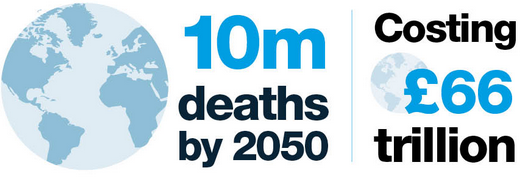 10m
deaths
by 2050
Costing
£66
trillion